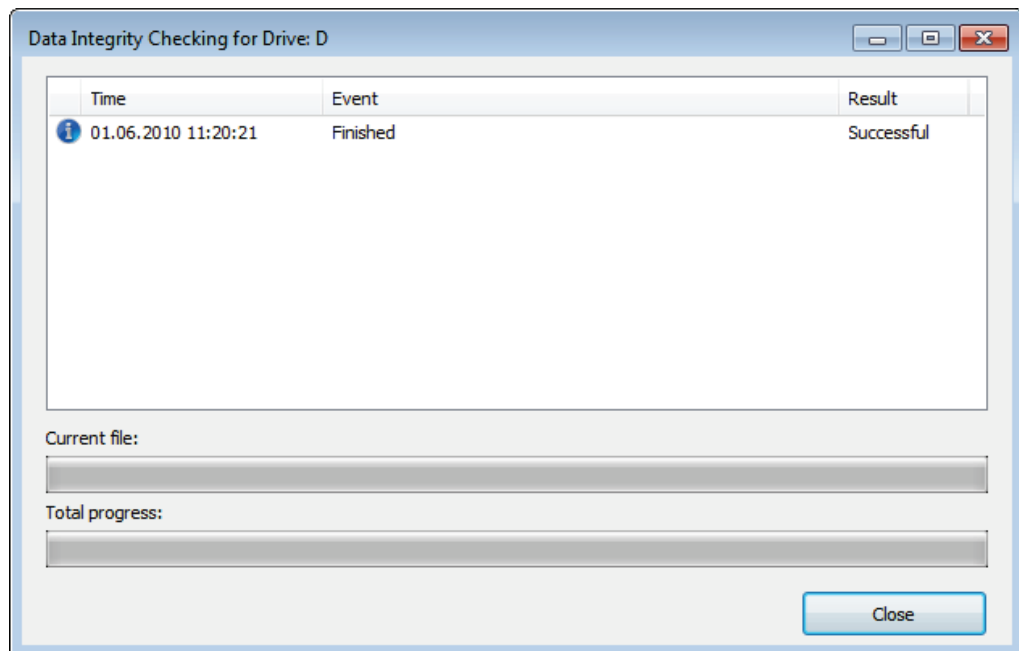 Data Integrity Checking for Drive: D
Time Event Result
01.06.2010 11:20:21 Finished Successful
Current file:
Total progress:
Close